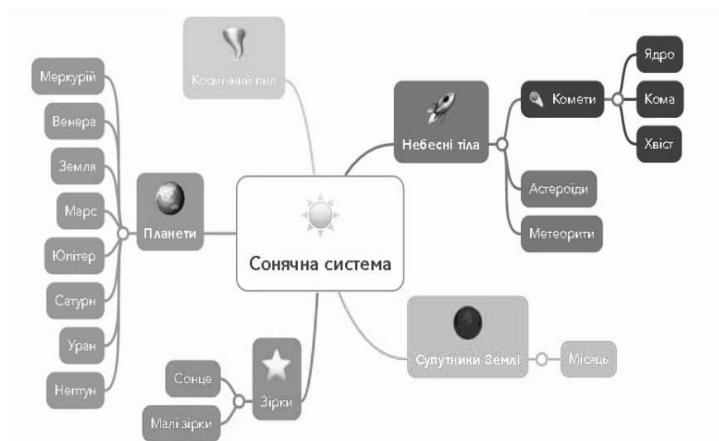 Космічний пил
Меркурій
Венера
Земля
Марс
Юпітер
Сатурн
Уран
Нептун
Планети
Сонячна система
Небесні тіла
Комети
Ядро
Кома
Хвіст
Астероїди
Метеорити
Супутники Землі
Місяць
Зірки
Сонце
Малі зірки